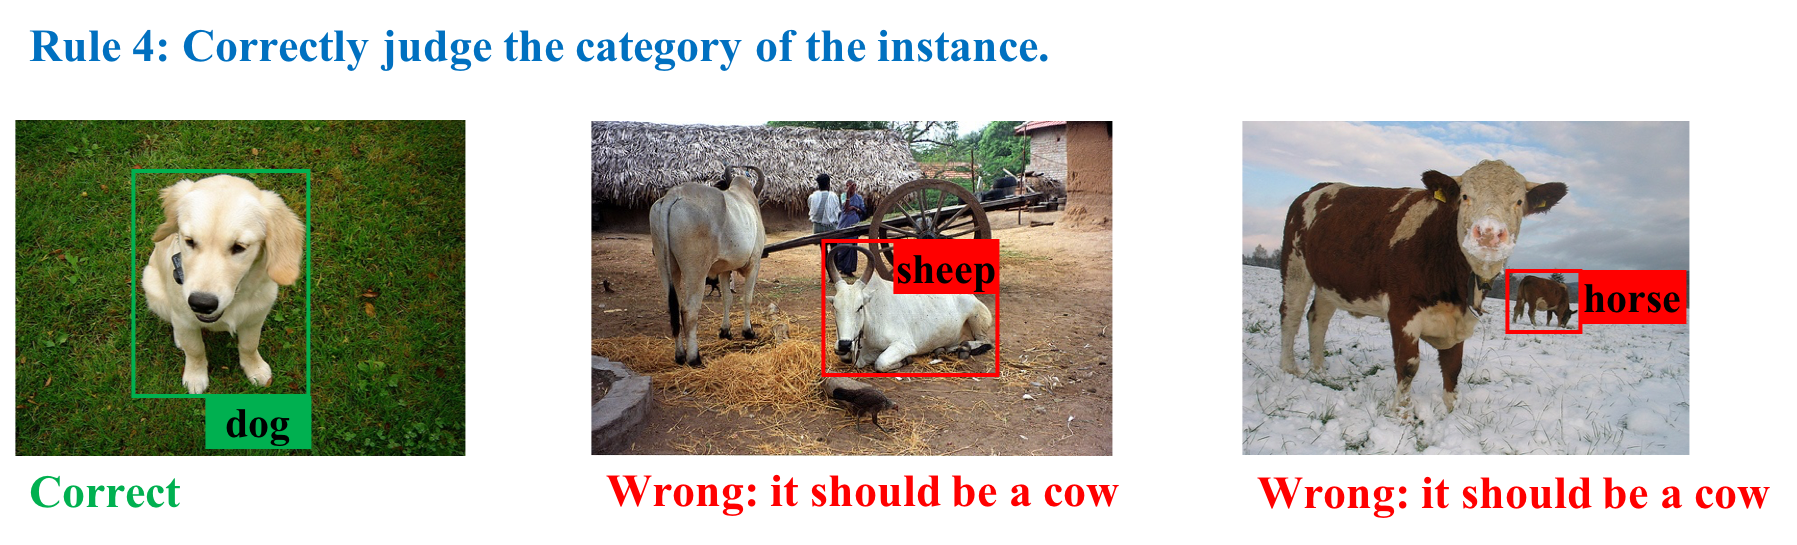 Rule 4: Correctly judge the category of the instance.
dog
sheep
horse
Correct
Wrong: it should be a cow
Wrong: it should be a cow